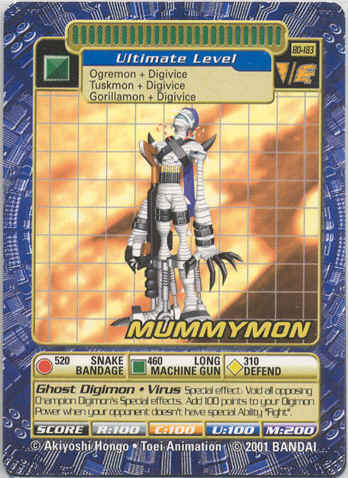 BO-183
Ultimate Level
Ogremon + Digivice
Tuskmon + Digivice
Gorillamon + Digivice
MUMMYMON
520 SNAKE BANDAGE
460 LONG MACHINE GUN
310 DEFEND
Ghost Digimon • Virus Special effect. Void all opposing
Champion Digimon's Special effects. Add 100 points to your Digimon
Power when your opponent doesn't have special Ability "Fight".
SCORE R:100 C:100 U:100 M:200
© Akiyoshi Hongo • Toei Animation © 2001 BANDAI